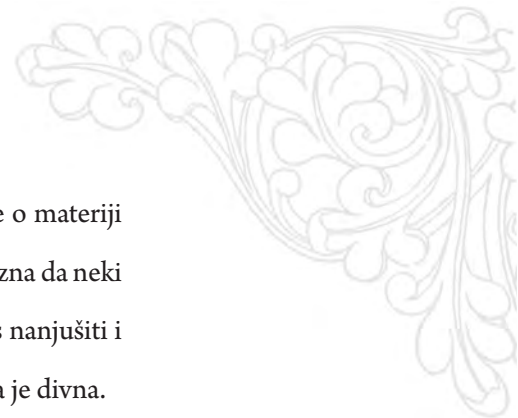 e o materiji
zna da neki
s nanjušiti i
a je divna.